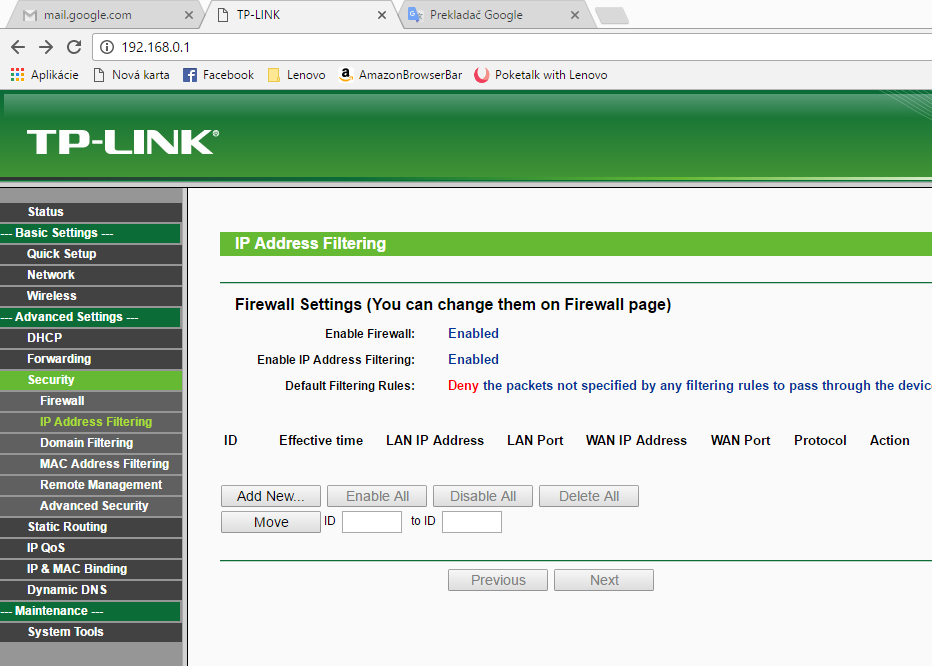 mail.google.com
TP-LINK
Prekladač Google
192.168.0.1
Aplikácie Nová karta Facebook Lenovo AmazonBrowserBar Poketalk with Lenovo
TP-LINK®
Status
--- Basic Settings ---
Quick Setup
Network
Wireless
--- Advanced Settings ---
DHCP
Forwarding
Security
Firewall
IP Address Filtering
Domain Filtering
MAC Address Filtering
Remote Management
Advanced Security
Static Routing
IP QoS
IP & MAC Binding
Dynamic DNS
--- Maintenance ---
System Tools
IP Address Filtering
Firewall Settings (You can change them on Firewall page)
Enable Firewall: Enabled
Enable IP Address Filtering: Enabled
Default Filtering Rules: Deny the packets not specified by any filtering rules to pass through the devic
ID Effective time LAN IP Address LAN Port WAN IP Address WAN Port Protocol Action
Add New... Enable All Disable All Delete All
Move ID to ID
Previous Next